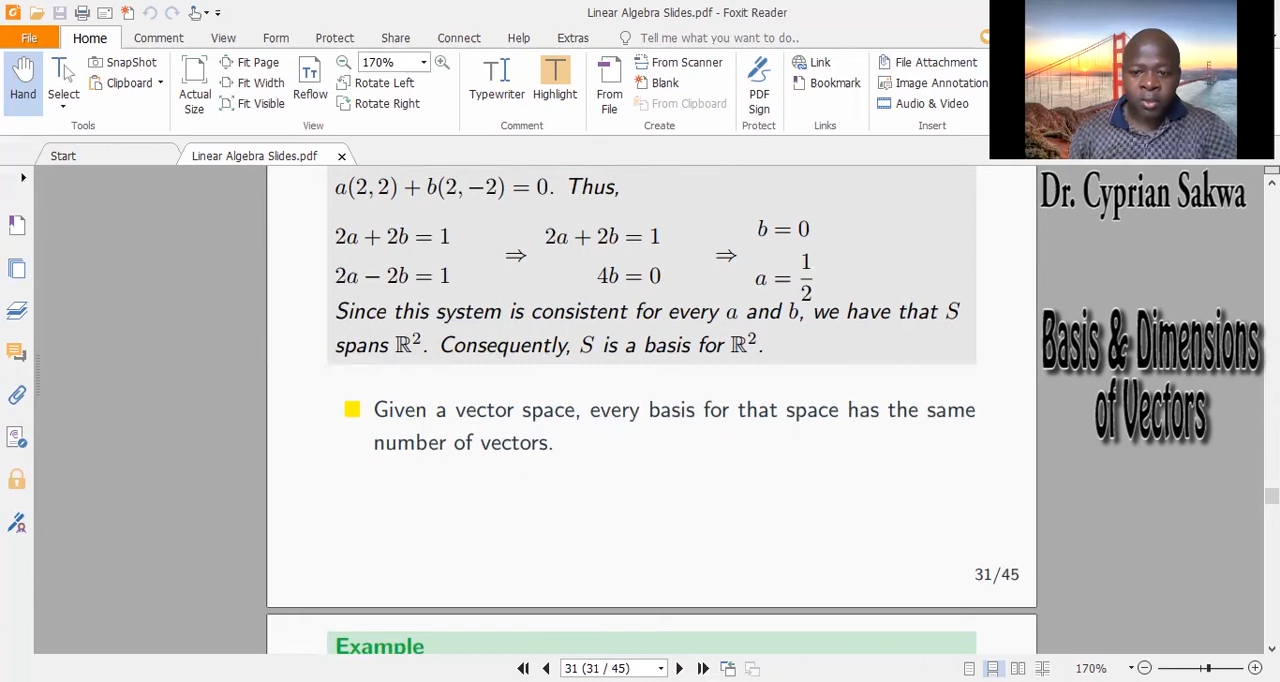 Linear Algebra Slides.pdf - Foxit Reader
File Home Comment View Form Protect Share Connect Help Extras Tell me what you want to do..
Hand
Select
SnapShot
Clipboard
Tools
Actual Size
Reflow
Fit Page
Fit Width
Fit Visible
170%
Rotate Left
Rotate Right
View
Typewriter
Highlight
Comment
From File
From Scanner
Blank
From Clipboard
Create
PDF Sign
Protect
Link
Bookmark
Links
File Attachment
Image Annotation
Audio & Video
Insert
Start
Linear Algebra Slides.pdf
a(2, 2) + b(2, −2) = 0. Thus,
2a + 2b = 1 2a + 2b = 1 b = 0
⇒ ⇒
2a − 2b = 1 4b = 0 a = 1/2
Since this system is consistent for every a and b, we have that S
spans ℝ². Consequently, S is a basis for ℝ².
Given a vector space, every basis for that space has the same
number of vectors.
31/45
Example
Dr. Cyprian Sakwa
Basis & Dimensions
of Vectors
31 (31 / 45)
170%